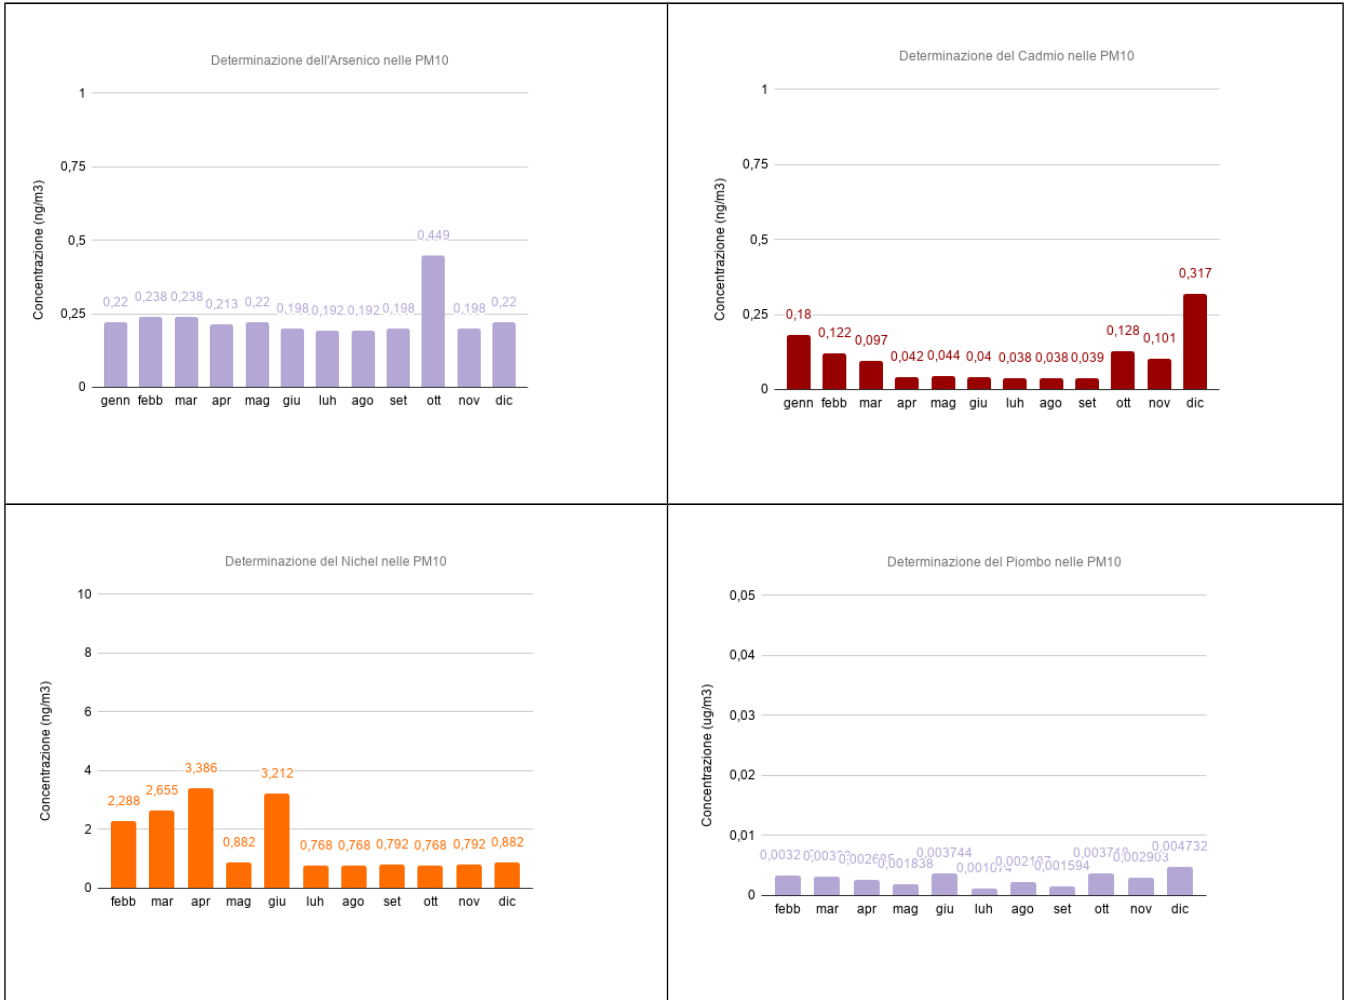 Determinazione dell'Arsenico nelle PM10
Concentrazione (ng/m3)
1
0,75
0,5
0,25
0
0,22 0,238 0,238 0,213 0,22 0,198 0,192 0,192 0,198 0,449 0,198 0,22
genn febb mar apr mag giu luh ago set ott nov dic
Determinazione del Cadmio nelle PM10
Concentrazione (ng/m3)
1
0,75
0,5
0,25
0
0,18 0,122 0,097 0,042 0,044 0,04 0,038 0,038 0,039 0,128 0,101 0,317
genn febb mar apr mag giu luh ago set ott nov dic
Determinazione del Nichel nelle PM10
Concentrazione (ng/m3)
10
8
6
4
2
0
2,288 2,655 3,386 0,882 3,212 0,768 0,768 0,792 0,768 0,792 0,882
febb mar apr mag giu luh ago set ott nov dic
Determinazione del Piombo nelle PM10
Concentrazione (ug/m3)
0,05
0,04
0,03
0,02
0,01
0
0,001838 0,003744 0,001594 0,002903 0,004732
febb mar apr mag giu luh ago set ott nov dic